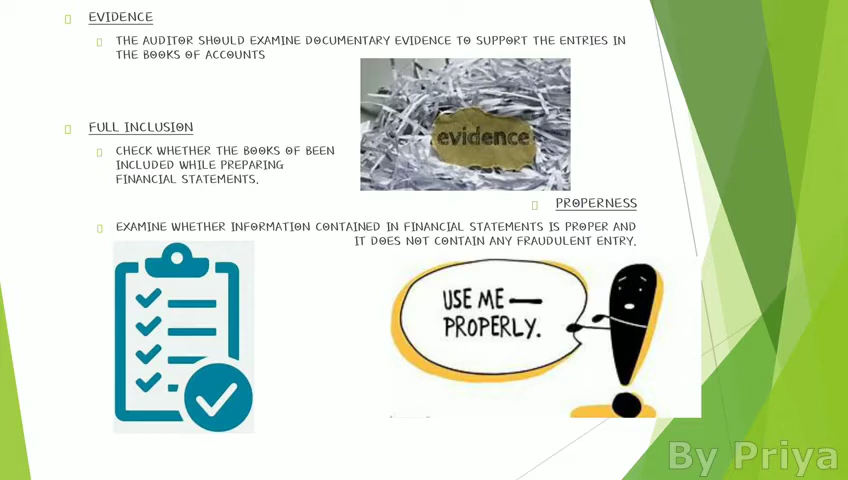 EVIDENCE
THE AUDITOR SHOULD EXAMINE DOCUMENTARY EVIDENCE TO SUPPORT THE ENTRIES IN
THE BOOKS OF ACCOUNTS
evidence
FULL INCLUSION
CHECK WHETHER THE BOOKS OF BEEN
INCLUDED WHILE PREPARING
FINANCIAL STATEMENTS.
PROPERNESS
EXAMINE WHETHER INFORMATION CONTAINED IN FINANCIAL STATEMENTS IS PROPER AND
IT DOES NOT CONTAIN ANY FRAUDULENT ENTRY.
USE ME —
PROPERLY.
By Priya